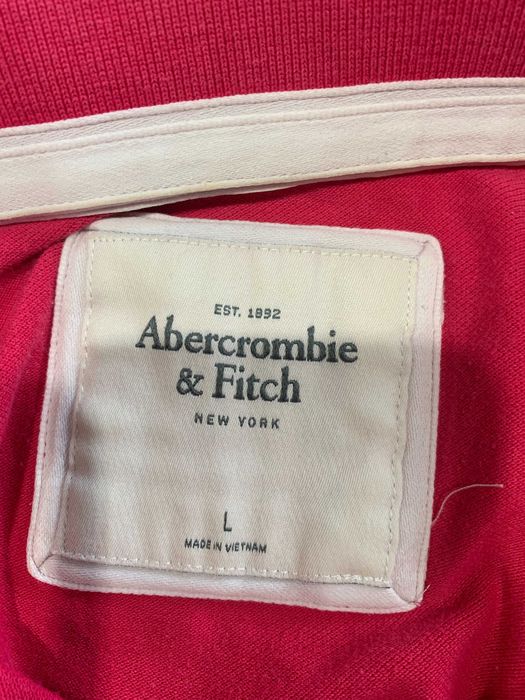 EST. 1892
Abercrombie
& Fitch
NEW YORK
L
MADE IN VIETNAM